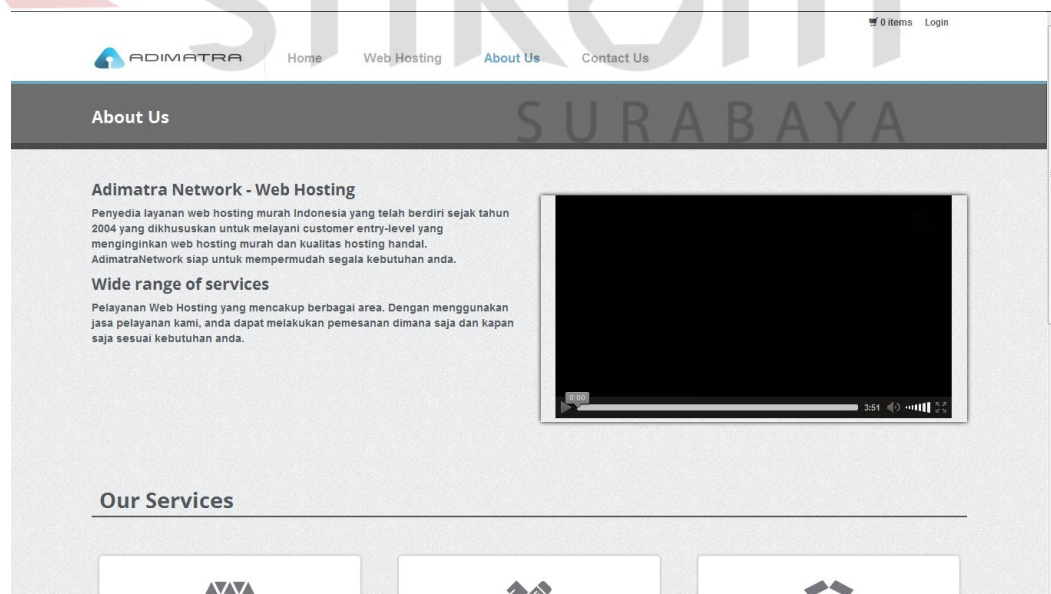 0 items Login
ADIMATRA Home Web Hosting About Us Contact Us
About Us
SURABAYA
Adimatra Network - Web Hosting
Penyedia layanan web hosting murah Indonesia yang telah berdiri sejak tahun
2004 yang dikhususkan untuk melayani customer entry-level yang
menginginkan web hosting murah dan kualitas hosting handal.
AdimatraNetwork siap untuk mempermudah segala kebutuhan anda.
Wide range of services
Pelayanan Web Hosting yang mencakup berbagai area. Dengan menggunakan
jasa pelayanan kami, anda dapat melakukan pemesanan dimana saja dan kapan
saja sesuai kebutuhan anda.
0:00
3:51
Our Services